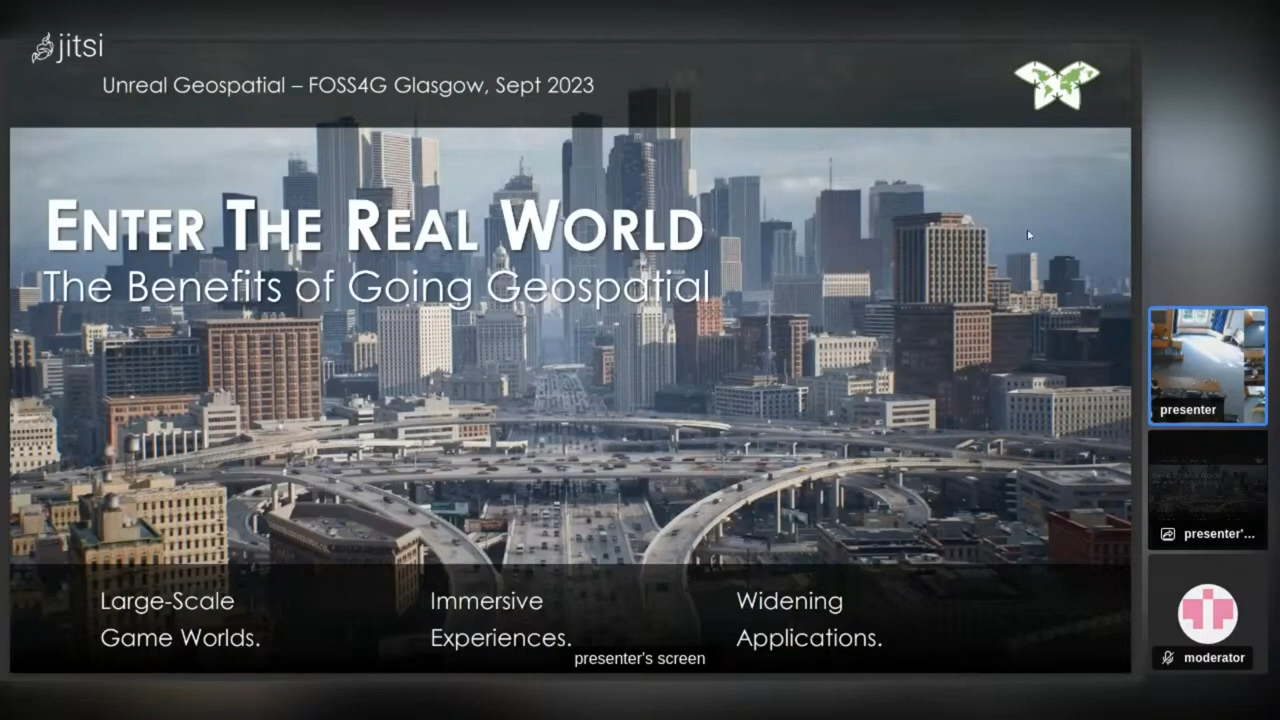 jitsi
Unreal Geospatial – FOSS4G Glasgow, Sept 2023
ENTER THE REAL WORLD
The Benefits of Going Geospatial
Large-Scale
Game Worlds.
Immersive
Experiences.
Widening
Applications.
presenter's screen
presenter
presenter'...
moderator